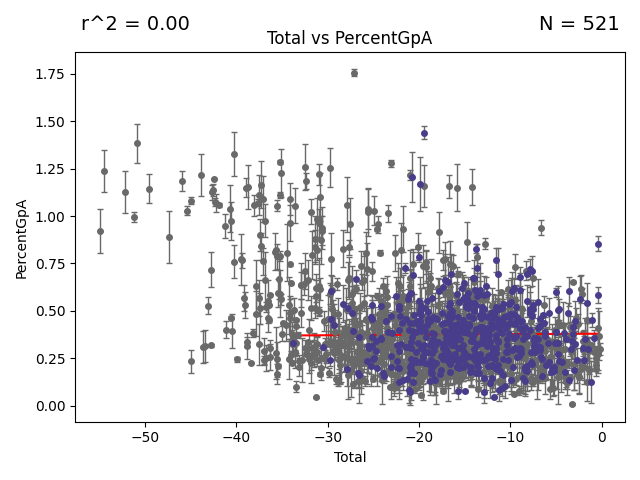 r^2 = 0.00
N = 521
Total vs PercentGpA
PercentGpA
1.75
1.50
1.25
1.00
0.75
0.50
0.25
0.00
−50
−40
−30
−20
−10
0
Total